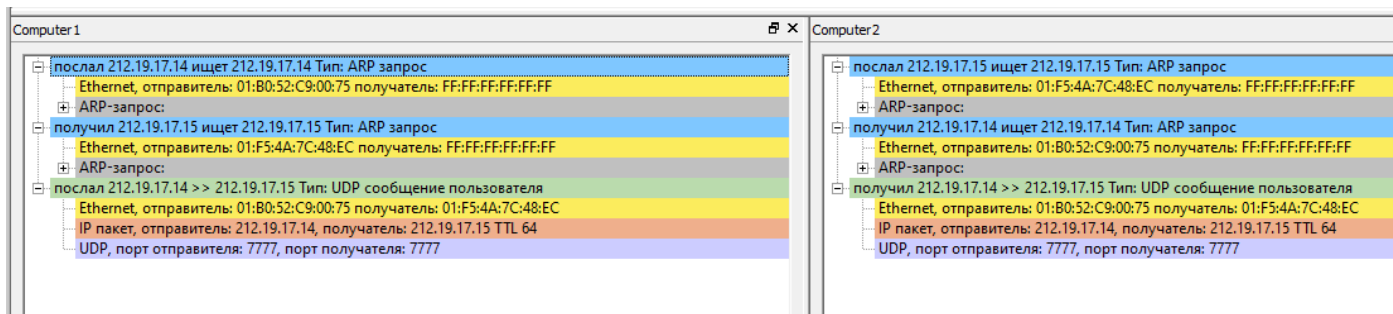 Computer1
послал 212.19.17.14 ищет 212.19.17.14 Тип: ARP запрос
Ethernet, отправитель: 01:B0:52:C9:00:75 получатель: FF:FF:FF:FF:FF:FF
ARP-запрос:
получил 212.19.17.15 ищет 212.19.17.15 Тип: ARP запрос
Ethernet, отправитель: 01:F5:4A:7C:48:EC получатель: FF:FF:FF:FF:FF:FF
ARP-запрос:
послал 212.19.17.14 >> 212.19.17.15 Тип: UDP сообщение пользователя
Ethernet, отправитель: 01:B0:52:C9:00:75 получатель: 01:F5:4A:7C:48:EC
IP пакет, отправитель: 212.19.17.14, получатель: 212.19.17.15 TTL 64
UDP, порт отправителя: 7777, порт получателя: 7777
Computer2
послал 212.19.17.15 ищет 212.19.17.15 Тип: ARP запрос
Ethernet, отправитель: 01:F5:4A:7C:48:EC получатель: FF:FF:FF:FF:FF:FF
ARP-запрос:
получил 212.19.17.14 ищет 212.19.17.14 Тип: ARP запрос
Ethernet, отправитель: 01:B0:52:C9:00:75 получатель: FF:FF:FF:FF:FF:FF
ARP-запрос:
получил 212.19.17.14 >> 212.19.17.15 Тип: UDP сообщение пользователя
Ethernet, отправитель: 01:B0:52:C9:00:75 получатель: 01:F5:4A:7C:48:EC
IP пакет, отправитель: 212.19.17.14, получатель: 212.19.17.15 TTL 64
UDP, порт отправителя: 7777, порт получателя: 7777